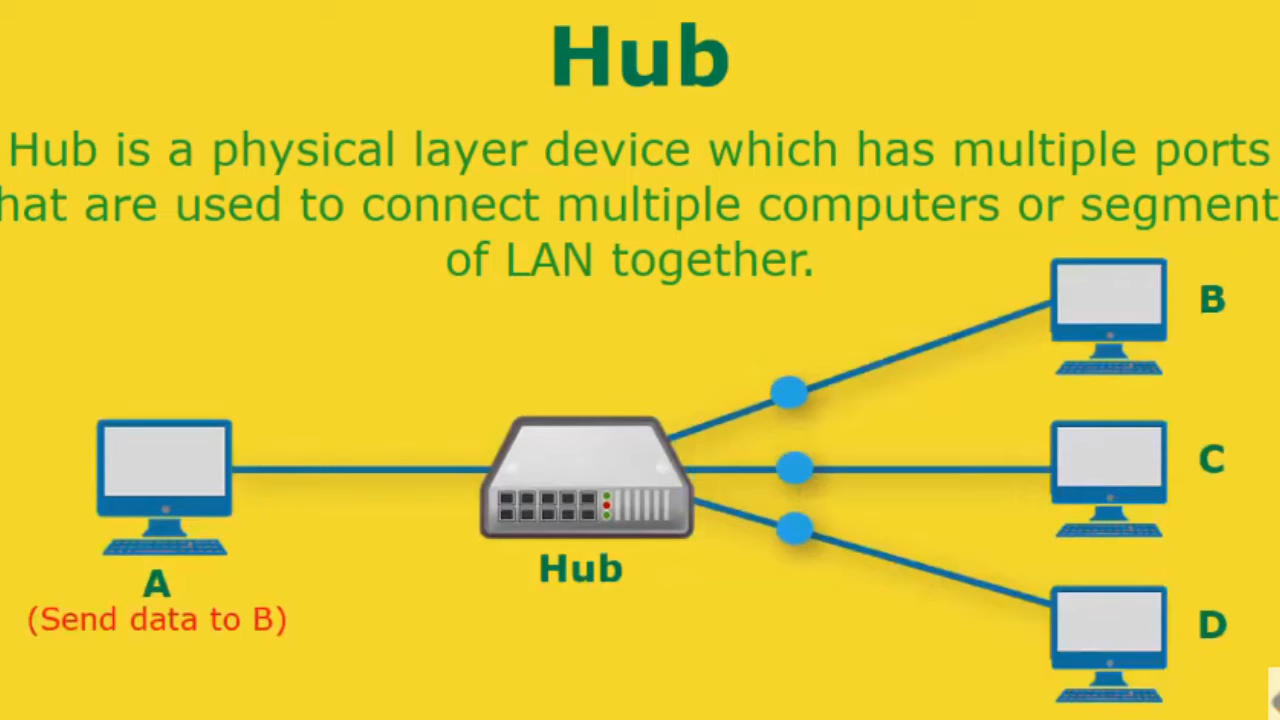 Hub
Hub is a physical layer device which has multiple ports
hat are used to connect multiple computers or segment
of LAN together.
B
C
Hub
A
(Send data to B)
D